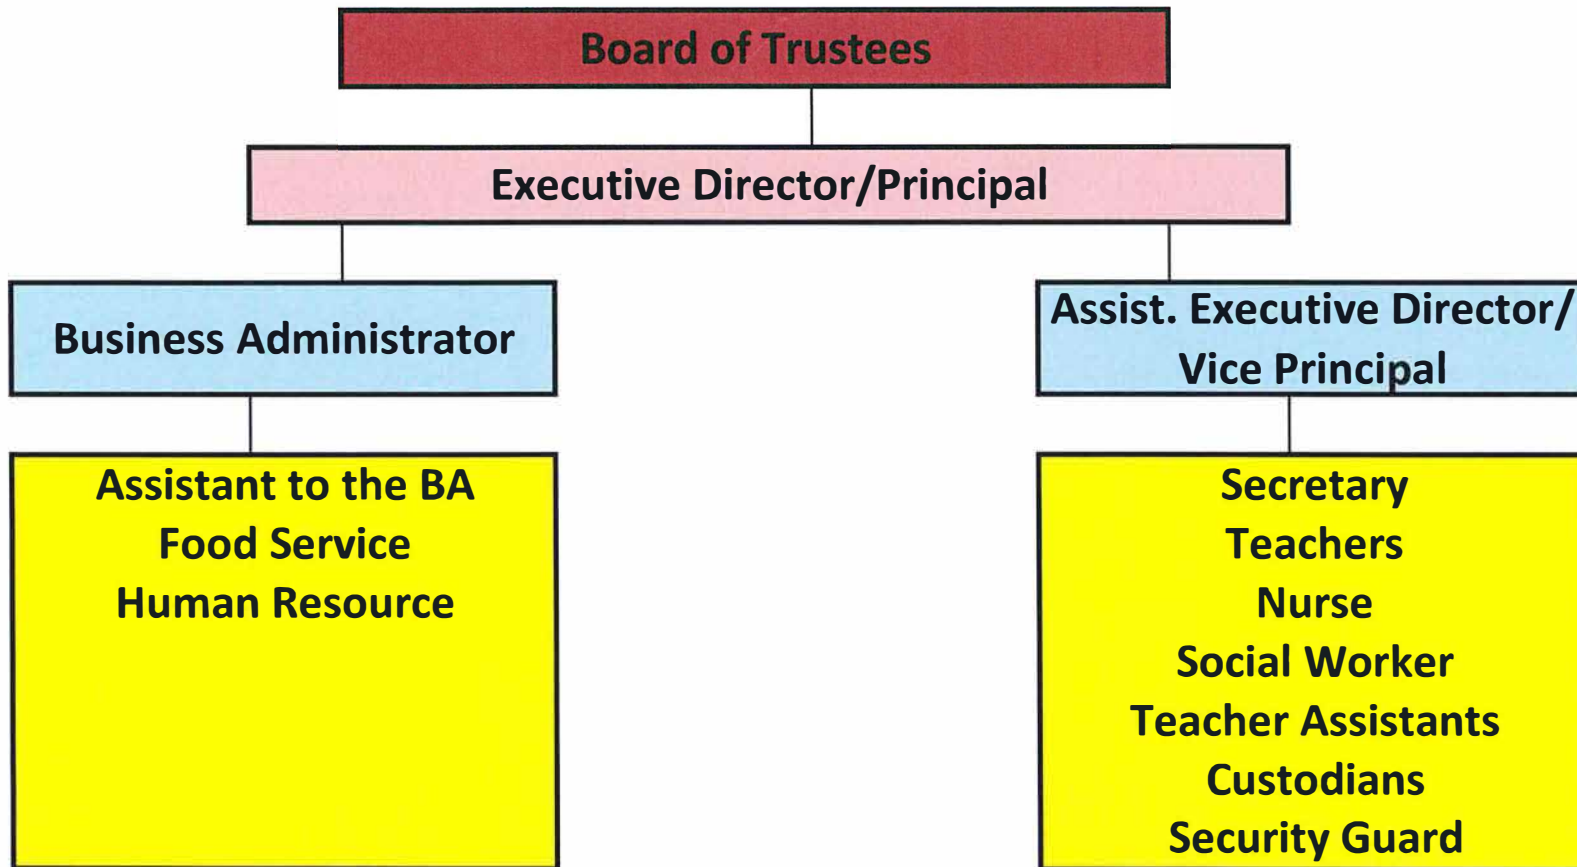 Board of Trustees
Executive Director/Principal
Business Administrator
Assist. Executive Director/
Vice Principal
Assistant to the BA
Food Service
Human Resource
Secretary
Teachers
Nurse
Social Worker
Teacher Assistants
Custodians
Security Guard